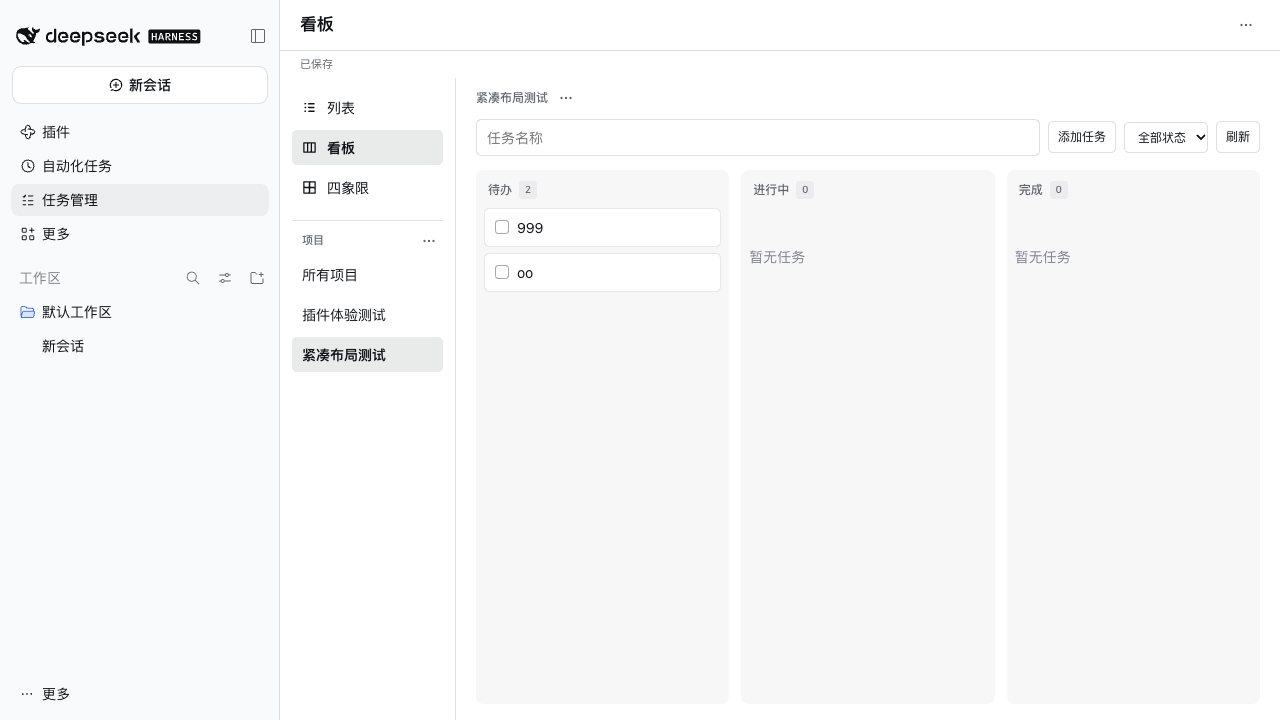 deepseek HARNESS
新会话
插件
自动化任务
任务管理
更多
工作区
默认工作区
新会话
更多
看板
已保存
列表
看板
四象限
项目
所有项目
插件体验测试
紧凑布局测试
紧凑布局测试
任务名称
添加任务
全部状态
刷新
待办 2
999
oo
进行中 0
暂无任务
完成 0
暂无任务